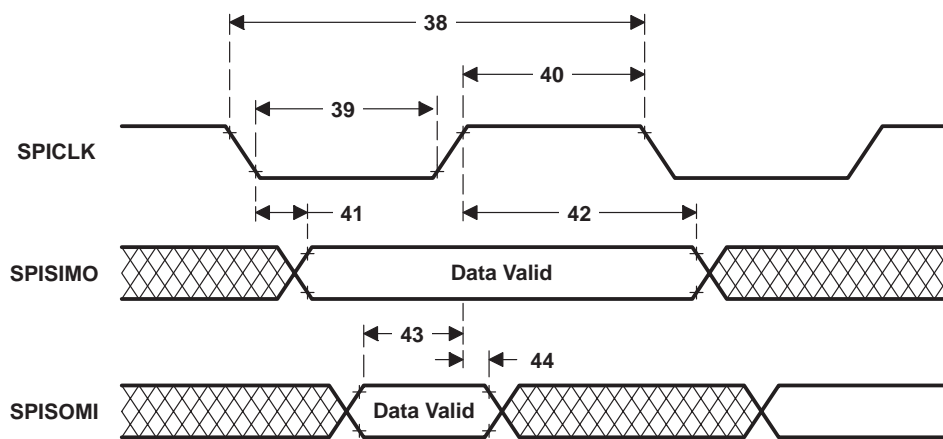 38
40
39
SPICLK
41
42
SPISIMO
Data Valid
43
44
SPISOMI
Data Valid